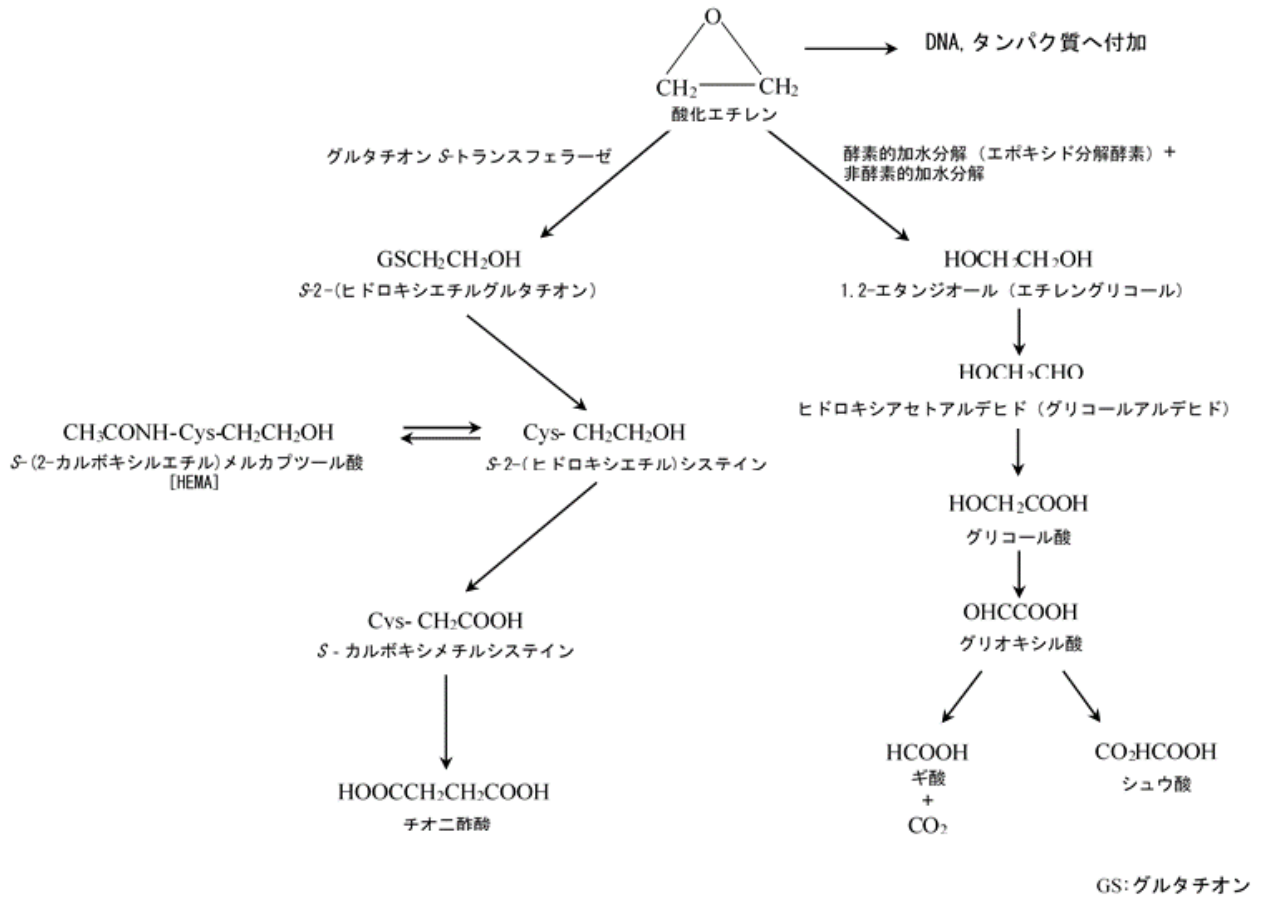 O
CH₂ CH₂
酸化エチレン
DNA, タンパク質へ付加
グルタチオン S-トランスフェラーゼ
酵素的加水分解 (エポキシド分解酵素) +
非酵素的加水分解
GSCH₂CH₂OH
S-2-(ヒドロキシエチルグルタチオン)
HOCH₂CH₂OH
1,2-エタンジオール (エチレングリコール)
HOCH₂CHO
ヒドロキシアセトアルデヒド (グリコールアルデヒド)
CH₃CONH-Cys-CH₂CH₂OH
S-(2-カルボキシルエチル)メルカプツール酸
[HEMA]
Cys- CH₂CH₂OH
S-2-(ヒドロキシエチル)システイン
HOCH₂COOH
グリコール酸
OHCCOOH
グリオキシル酸
Cys- CH₂COOH
S - カルボキシメチルシステイン
HOOCCH₂CH₂COOH
チオ二酢酸
HCOOH
ギ酸
+
CO₂
CO₂HCOOH
シュウ酸
GS:グルタチオン